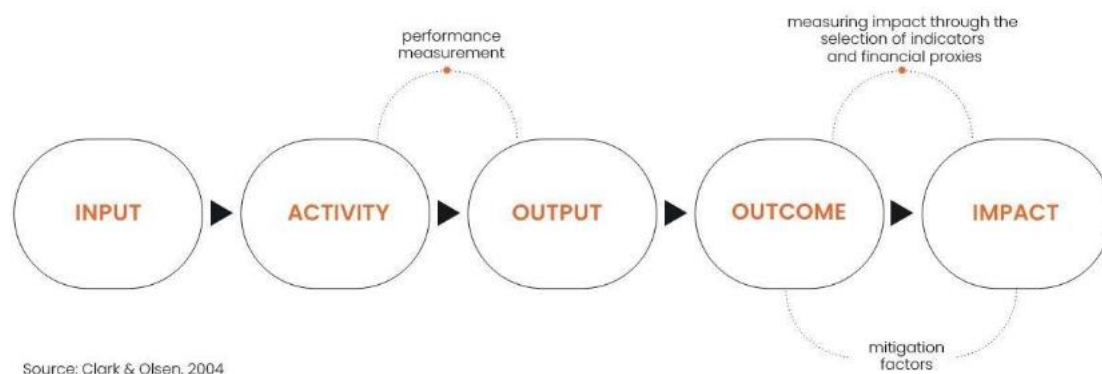 performance
measurement
measuring impact through the
selection of indicators
and financial proxies
INPUT
ACTIVITY
OUTPUT
OUTCOME
IMPACT
mitigation
factors
Source: Clark & Olsen, 2004